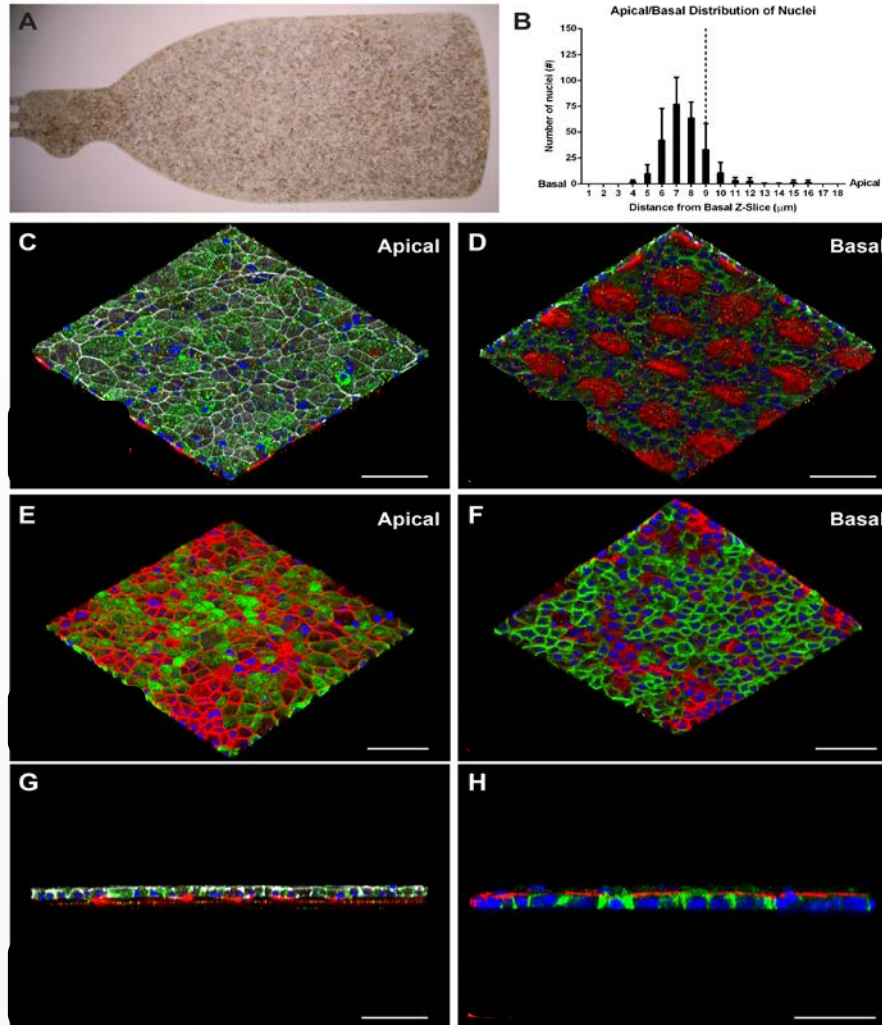 A
B
Apical/Basal Distribution of Nuclei
Number of nuclei (#)
150
125
100
75
50
25
0
Basal
Apical
1 2 3 4 5 6 7 8 9 10 11 12 13 14 15 16 17 18
Distance from Basal Z-Slice (μm)
C
Apical
D
Basal
E
Apical
F
Basal
G
H